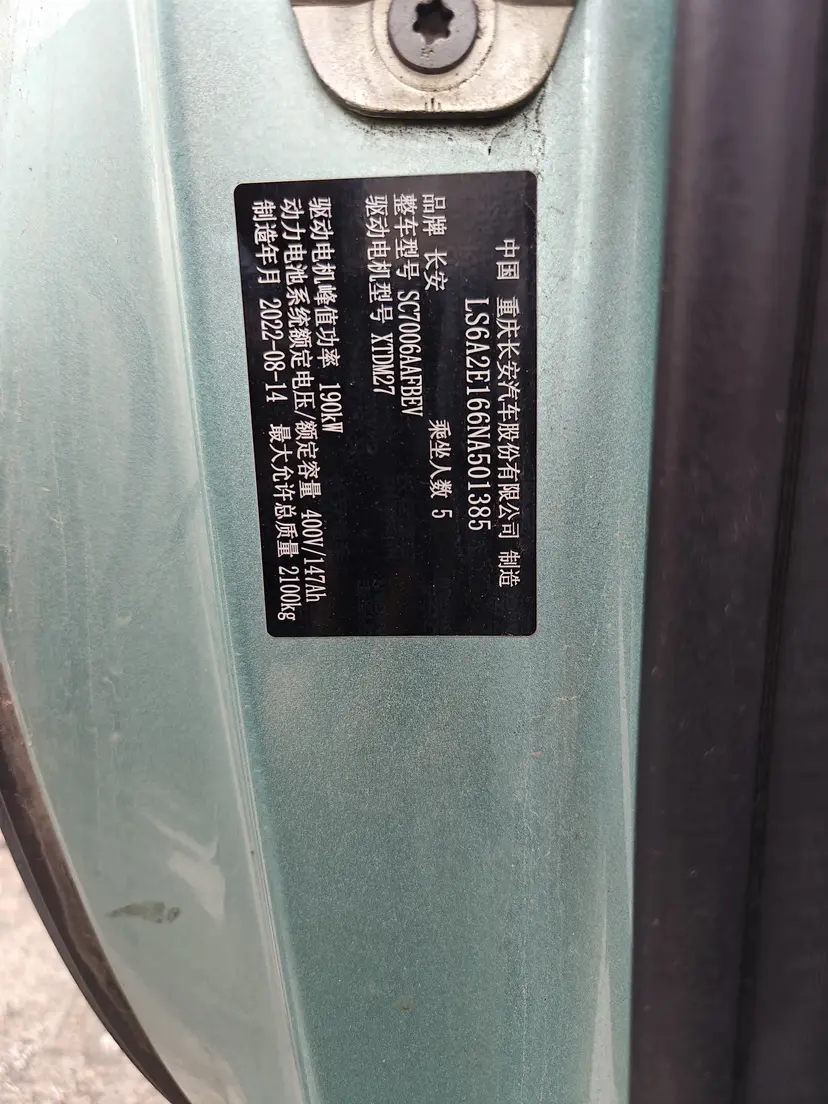 中国 重庆长安汽车股份有限公司 制造
LS6A2E166NA501385
品牌 长安 乘坐人数 5
整车型号 SC7006AAFBEV
驱动电机型号 XTDM27
驱动电机峰值功率 190kW
动力电池系统额定电压/额定容量 400V/147Ah
制造年月 2022-08-14 最大允许总质量 2100kg